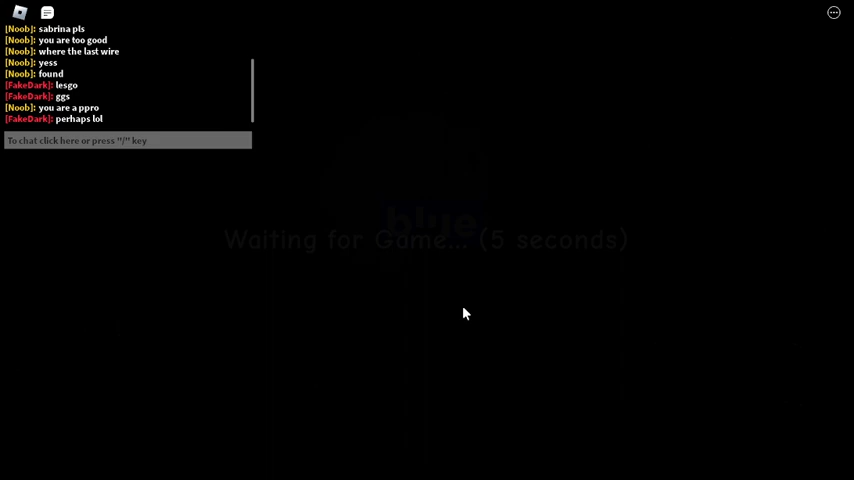 [Noob]: sabrina pls
[Noob]: you are too good
[Noob]: where the last wire
[Noob]: yess
[Noob]: found
[FakeDark]: lesgo
[FakeDark]: ggs
[Noob]: you are a ppro
[FakeDark]: perhaps lol
To chat click here or press "/" key
blue
Waiting for Game... (5 seconds)